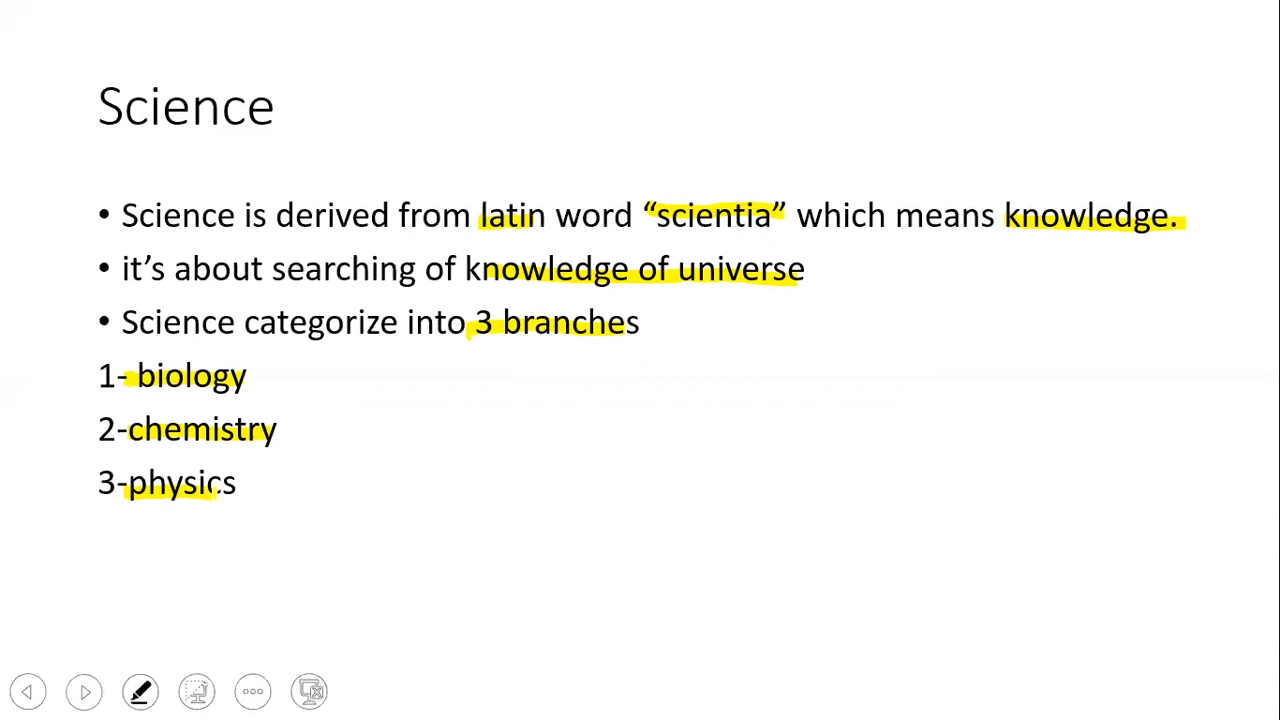 Science
• Science is derived from latin word “scientia” which means knowledge.
• it’s about searching of knowledge of universe
• Science categorize into 3 branches
1- biology
2-chemistry
3-physics